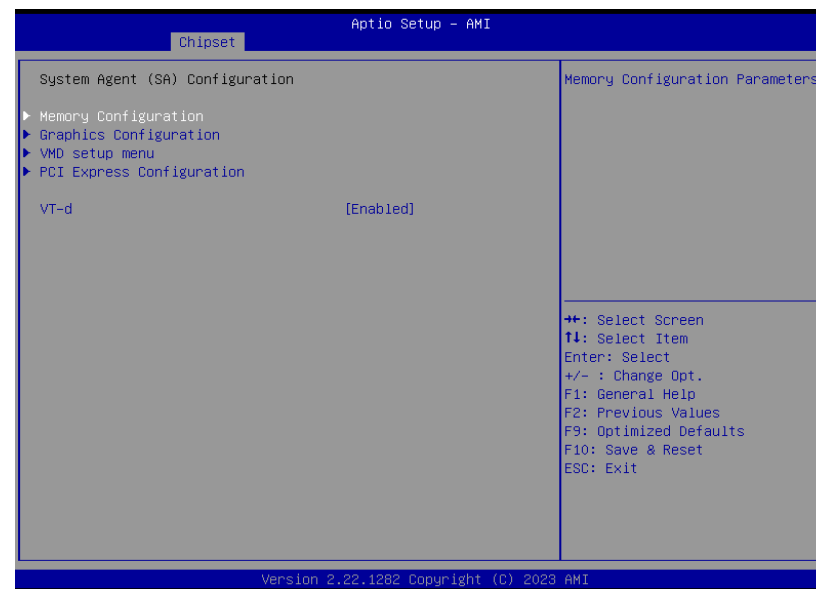 Aptio Setup – AMI
Chipset
System Agent (SA) Configuration
Memory Configuration
Graphics Configuration
VMD setup menu
PCI Express Configuration
VT-d [Enabled]
Memory Configuration Parameters
→←: Select Screen
↑↓: Select Item
Enter: Select
+/- : Change Opt.
F1: General Help
F2: Previous Values
F9: Optimized Defaults
F10: Save & Reset
ESC: Exit
Version 2.22.1282 Copyright (C) 2023 AMI